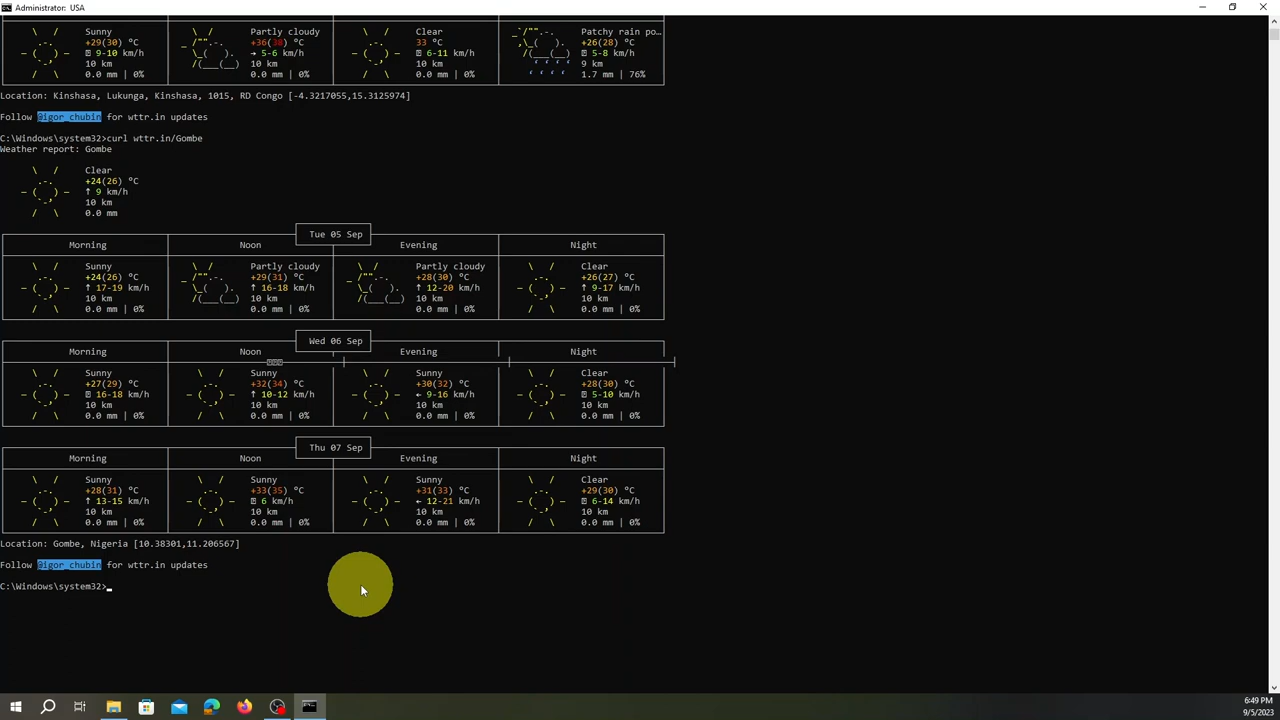 Administrator: USA
Sunny Partly cloudy Clear Patchy rain po…
+29(30) °C +36(38) °C 33 °C +26(28) °C
9-10 km/h → 5-6 km/h 6-11 km/h 5-8 km/h
10 km 10 km 10 km 9 km
0.0 mm | 0% 0.0 mm | 0% 0.0 mm | 0% 1.7 mm | 76%
Location: Kinshasa, Lukunga, Kinshasa, 1015, RD Congo [-4.3217055,15.3125974]
Follow @igor_chubin for wttr.in updates
C:\Windows\system32>curl wttr.in/Gombe
Weather report: Gombe
Clear
+24(26) °C
↑ 9 km/h
10 km
0.0 mm
Tue 05 Sep
Morning Noon Evening Night
Sunny Partly cloudy Partly cloudy Clear
+24(26) °C +29(31) °C +28(30) °C +26(27) °C
↑ 17-19 km/h ↑ 16-18 km/h ↑ 12-20 km/h ↑ 9-17 km/h
10 km 10 km 10 km 10 km
0.0 mm | 0% 0.0 mm | 0% 0.0 mm | 0% 0.0 mm | 0%
Wed 06 Sep
Morning Noon Evening Night
Sunny Sunny Sunny Clear
+27(29) °C +32(34) °C +30(32) °C +28(30) °C
16-18 km/h ↑ 10-12 km/h ← 9-16 km/h 5-10 km/h
10 km 10 km 10 km 10 km
0.0 mm | 0% 0.0 mm | 0% 0.0 mm | 0% 0.0 mm | 0%
Thu 07 Sep
Morning Noon Evening Night
Sunny Sunny Sunny Clear
+28(31) °C +33(35) °C +31(33) °C +29(30) °C
↑ 13-15 km/h 6 km/h ← 12-21 km/h 6-14 km/h
10 km 10 km 10 km 10 km
0.0 mm | 0% 0.0 mm | 0% 0.0 mm | 0% 0.0 mm | 0%
Location: Gombe, Nigeria [10.38301,11.206567]
Follow @igor_chubin for wttr.in updates
C:\Windows\system32>_
6:49 PM
9/5/2023